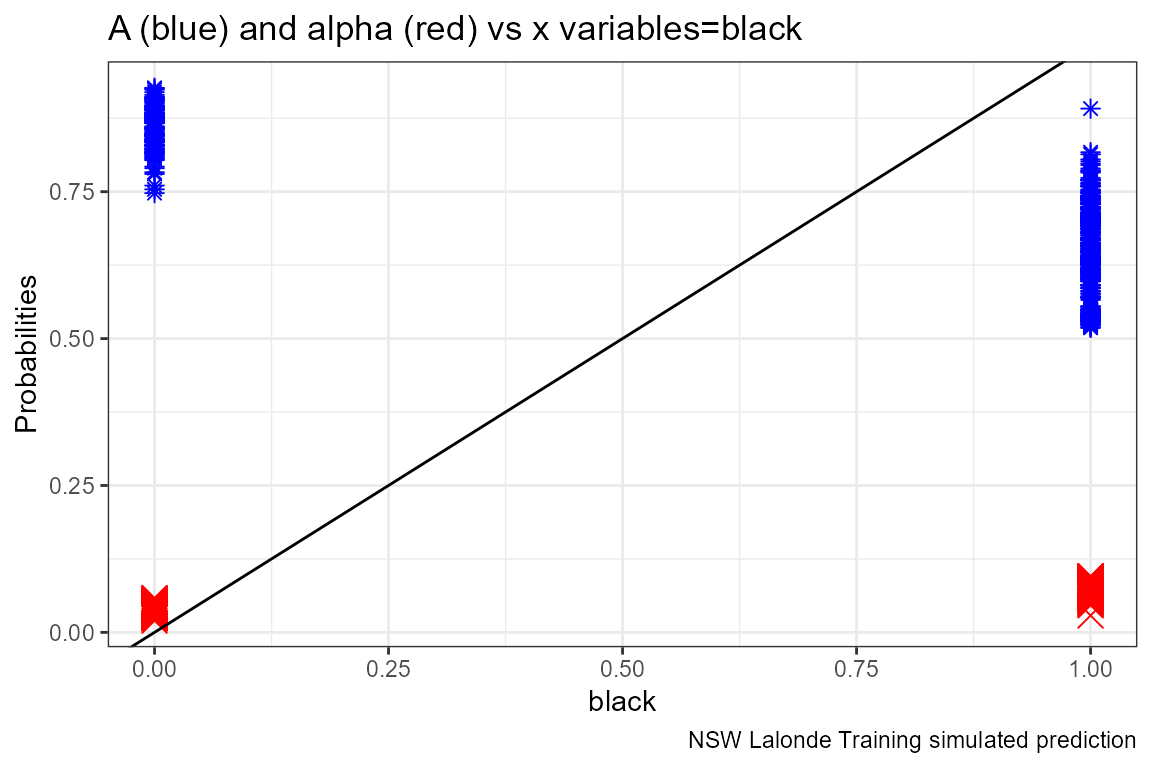 A (blue) and alpha (red) vs x variables=black
Probabilities
0.75
0.50
0.25
0.00
0.00 0.25 0.50 0.75 1.00
black
NSW Lalonde Training simulated prediction